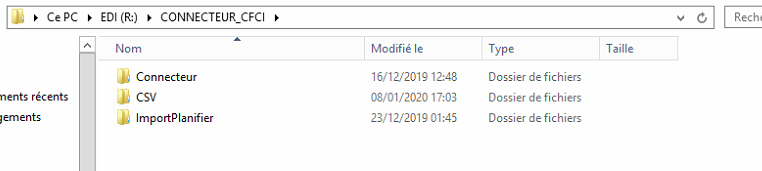 Ce PC > EDI (R:) > CONNECTEUR_CFCI >
Reche
Nom Modifié le Type Taille
Connecteur 16/12/2019 12:48 Dossier de fichiers
ments récents CSV 08/01/2020 17:03 Dossier de fichiers
gements ImportPlanifier 23/12/2019 01:45 Dossier de fichiers